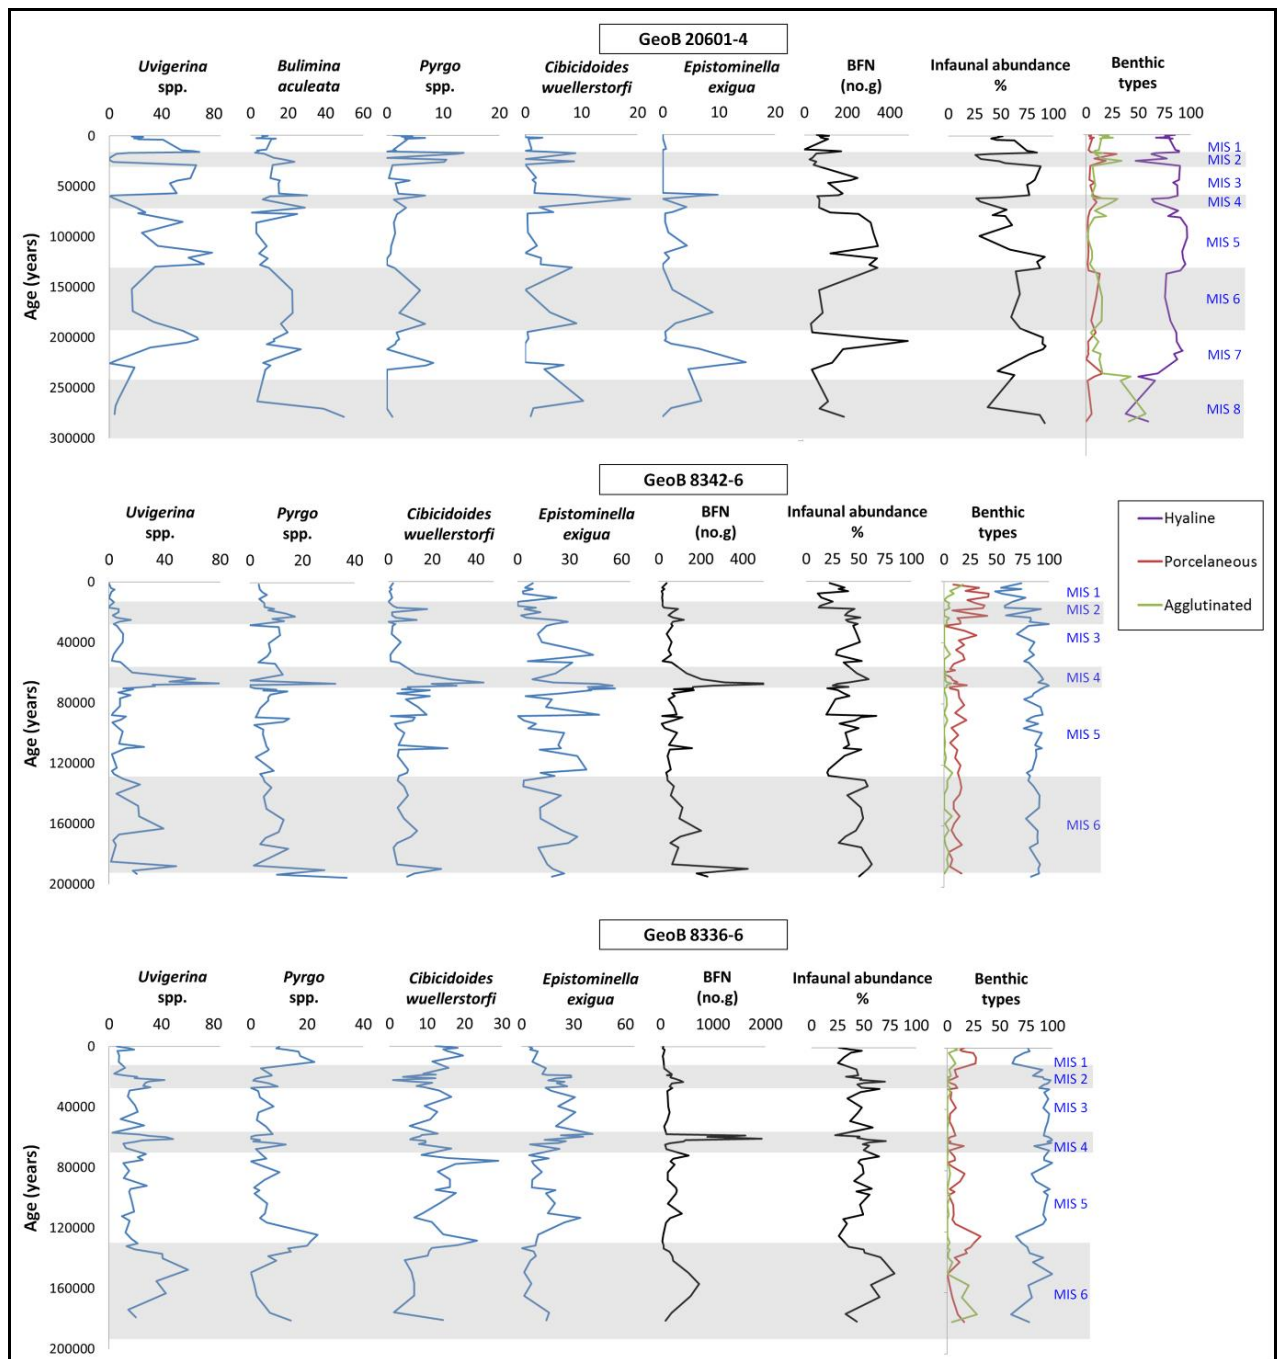 GeoB 20601-4
Uvigerina Bulimina Pyrgo Cibicidoides Epistominella BFN Infaunal abundance Benthic
spp. aculeata spp. wuellerstorfi exigua (no.g) % types
0 40 80 0 20 40 60 0 10 20 0 10 20 0 10 20 0 200 400 0 25 50 75 100 0 25 50 75 100
0
50000
100000
150000
200000
250000
300000
Age (years)
MIS 1
MIS 2
MIS 3
MIS 4
MIS 5
MIS 6
MIS 7
MIS 8
GeoB 8342-6
Uvigerina Pyrgo Cibicidoides Epistominella BFN Infaunal abundance Benthic
spp. spp. wuellerstorfi exigua (no.g) % types
0 40 80 0 20 40 0 20 40 0 30 60 0 200 400 0 25 50 75 100 0 25 50 75 100
0
40000
80000
120000
160000
200000
Age (years)
MIS 1
MIS 2
MIS 3
MIS 4
MIS 5
MIS 6
Hyaline
Porcelaneous
Agglutinated
GeoB 8336-6
Uvigerina Pyrgo Cibicidoides Epistominella BFN Infaunal abundance Benthic
spp. spp. wuellerstorfi exigua (no.g) % types
0 40 80 0 20 40 0 10 20 30 0 30 60 0 1000 2000 0 25 50 75 100 0 25 50 75 100
0
40000
80000
120000
160000
200000
Age (years)
MIS 1
MIS 2
MIS 3
MIS 4
MIS 5
MIS 6